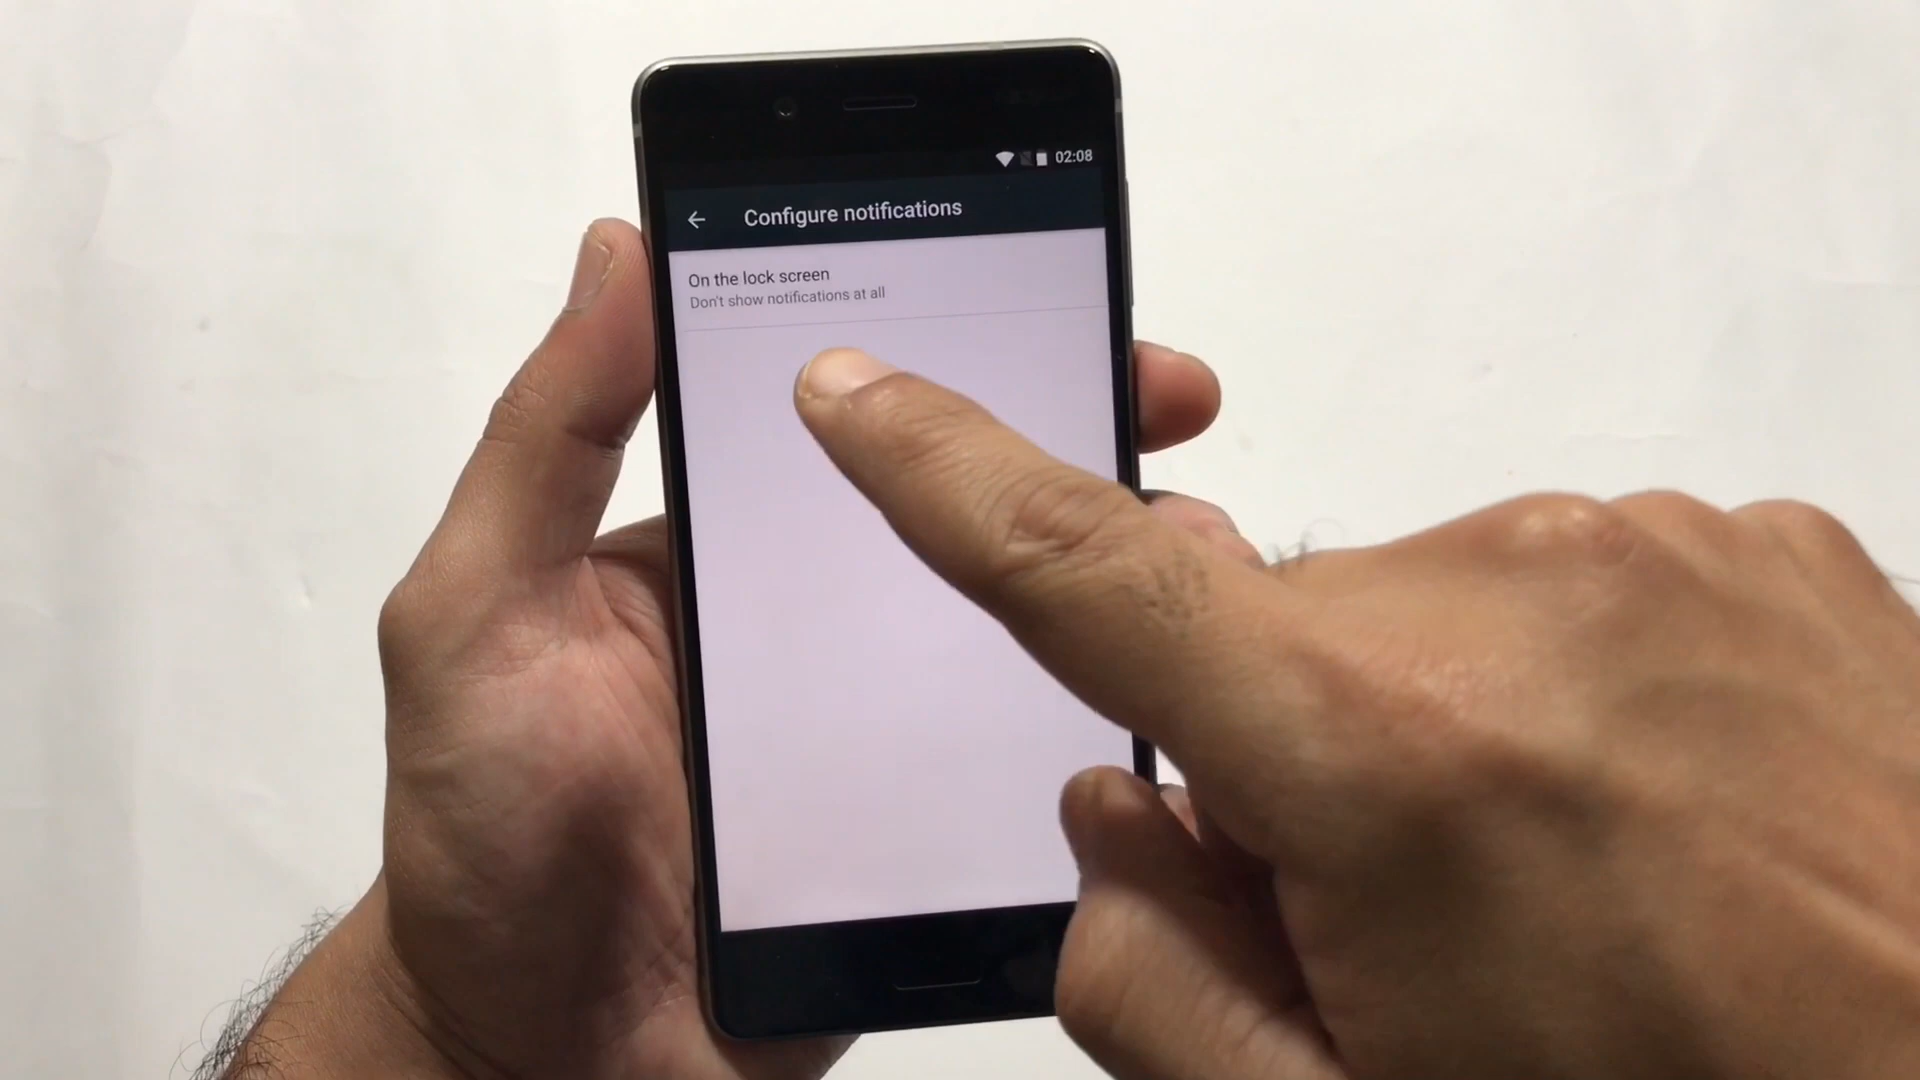 02:08
Configure notifications
On the lock screen
Don't show notifications at all